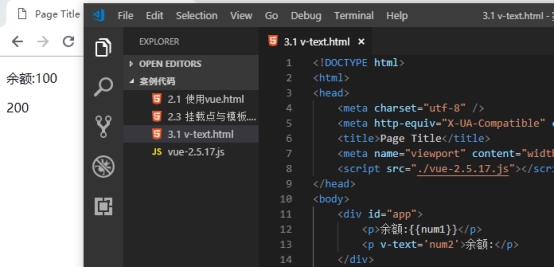 Page Title
File
Edit
Selection
View
Go
Debug
Terminal
Help
3.1 v-text.html -
余额:100
200
EXPLORER
OPEN EDITORS
案例代码
2.1 使用vue.html
2.3 挂载点与模板....
3.1 v-text.html
JS vue-2.5.17.js
3.1 v-text.html ×
1 <!DOCTYPE html>
2 <html>
3 <head>
4 <meta charset="utf-8" />
5 <meta http-equiv="X-UA-Compatible"
6 <title>Page Title</title>
7 <meta name="viewport" content="width
8 <script src="./vue-2.5.17.js"></scri
9 </head>
10 <body>
11 <div id="app">
12 <p>余额:{{num1}}</p>
13 <p v-text='num2'>余额:</p>
14 </div>